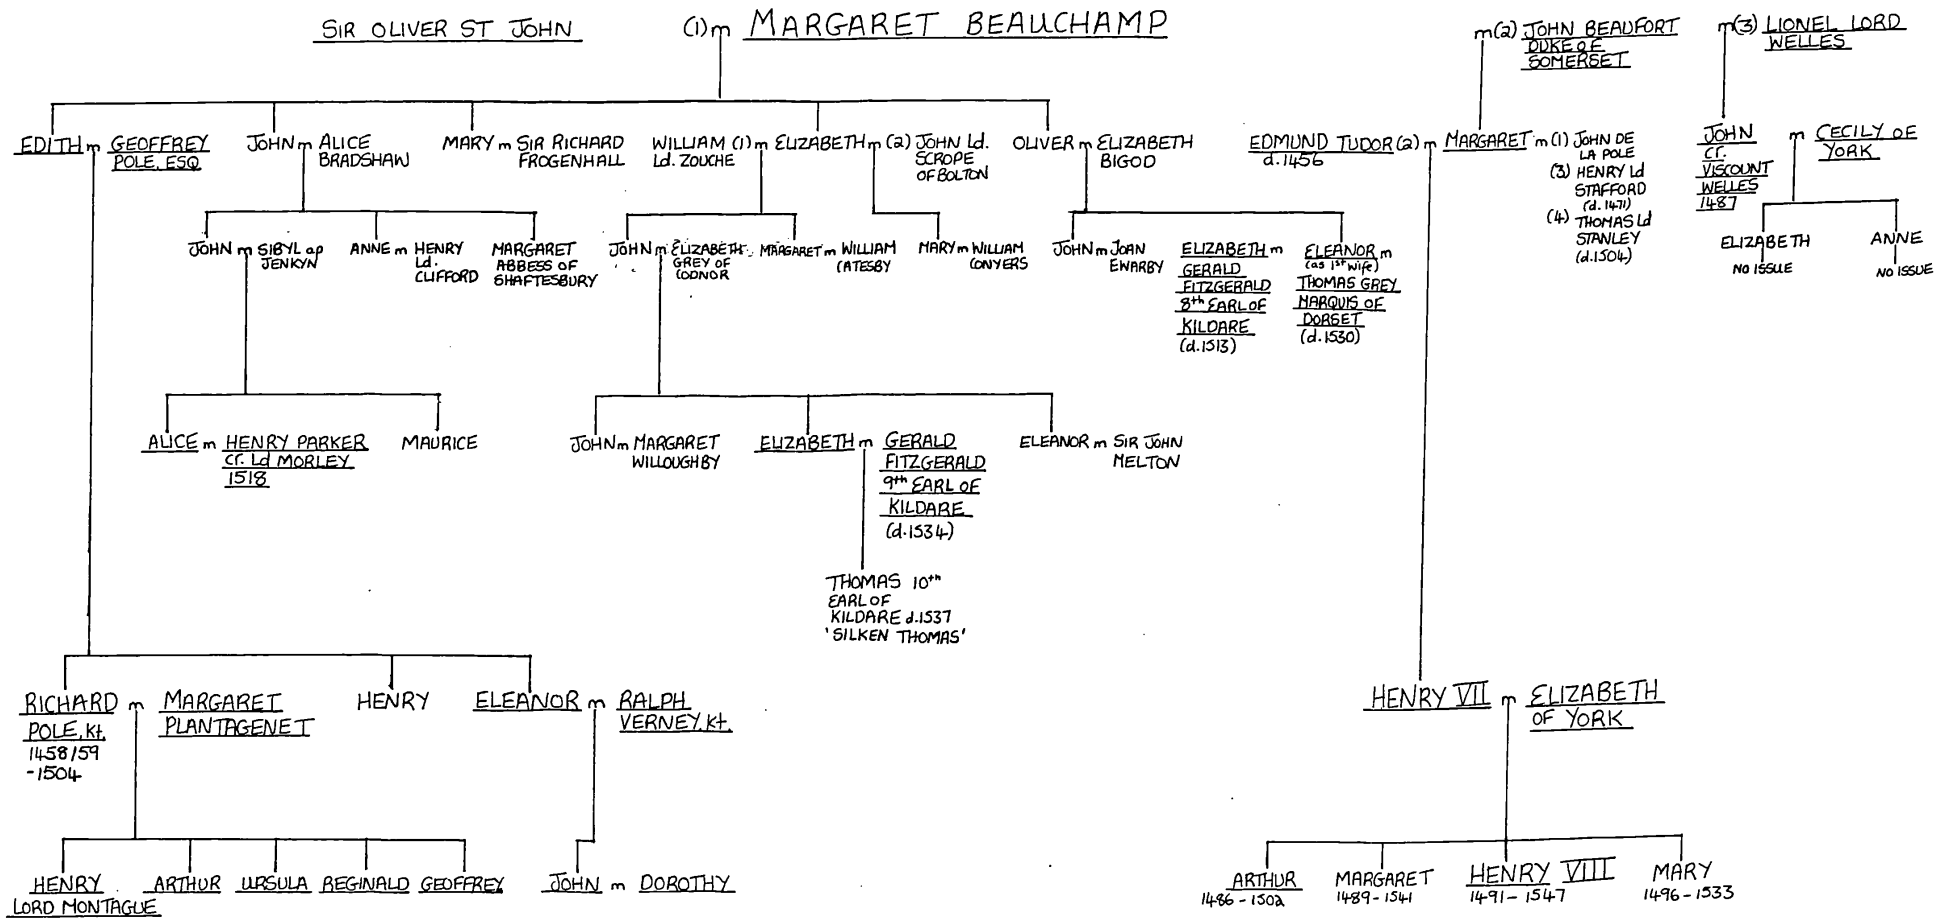 SIR OLIVER ST JOHN (1) m MARGARET BEAUCHAMP
m (2) JOHN BEAUFORT
DUKE OF
SOMERSET
m (3) LIONEL LORD
WELLES
EDITH m GEOFFREY
POLE, ESQ
JOHN m ALICE
BRADSHAW
MARY m SIR RICHARD
FROGENHALL
WILLIAM (1) m ELIZABETH m (2) JOHN Ld.
Ld. ZOUCHE
SCROPE
OF BOLTON
OLIVER m ELIZABETH
BIGOD
EDMUND TUDOR (2) m MARGARET m (1) JOHN DE
d.1456
LA POLE
(3) HENRY Ld
STAFFORD
(d.1471)
(4) THOMAS Ld
STANLEY
(d.1504)
JOHN m CECILY OF
cr. YORK
VISCOUNT
WELLES
1487
JOHN m SIBYL ap
JENKYN
ANNE m HENRY
Ld.
CLIFFORD
MARGARET
ABBESS OF
SHAFTESBURY
JOHN m ELIZABETH
GREY OF
CODNOR
MARGARET m WILLIAM
CATESBY
MARY m WILLIAM
CONYERS
JOHN m JOAN
EWARBY
ELIZABETH m
GERALD
FITZGERALD
8th EARL OF
KILDARE
(d.1513)
ELEANOR m
(as 1st wife)
THOMAS GREY
MARQUIS OF
DORSET
(d.1530)
ELIZABETH
NO ISSUE
ANNE
NO ISSUE
ALICE m HENRY PARKER
cr. Ld MORLEY
1518
MAURICE
JOHN m MARGARET
WILLOUGHBY
ELIZABETH m GERALD
FITZGERALD
9th EARL OF
KILDARE
(d.1534)
ELEANOR m SIR JOHN
MELTON
THOMAS 10th
EARL OF
KILDARE d.1537
'SILKEN THOMAS'
RICHARD m MARGARET
POLE, kt. PLANTAGENET
1458/59
-1504
HENRY
ELEANOR m RALPH
VERNEY, kt.
HENRY VII m ELIZABETH
OF YORK
HENRY
LORD MONTAGUE
ARTHUR
URSULA
REGINALD
GEOFFREY
JOHN m DOROTHY
ARTHUR
1486-1502
MARGARET
1489-1541
HENRY VIII
1491-1547
MARY
1496-1533